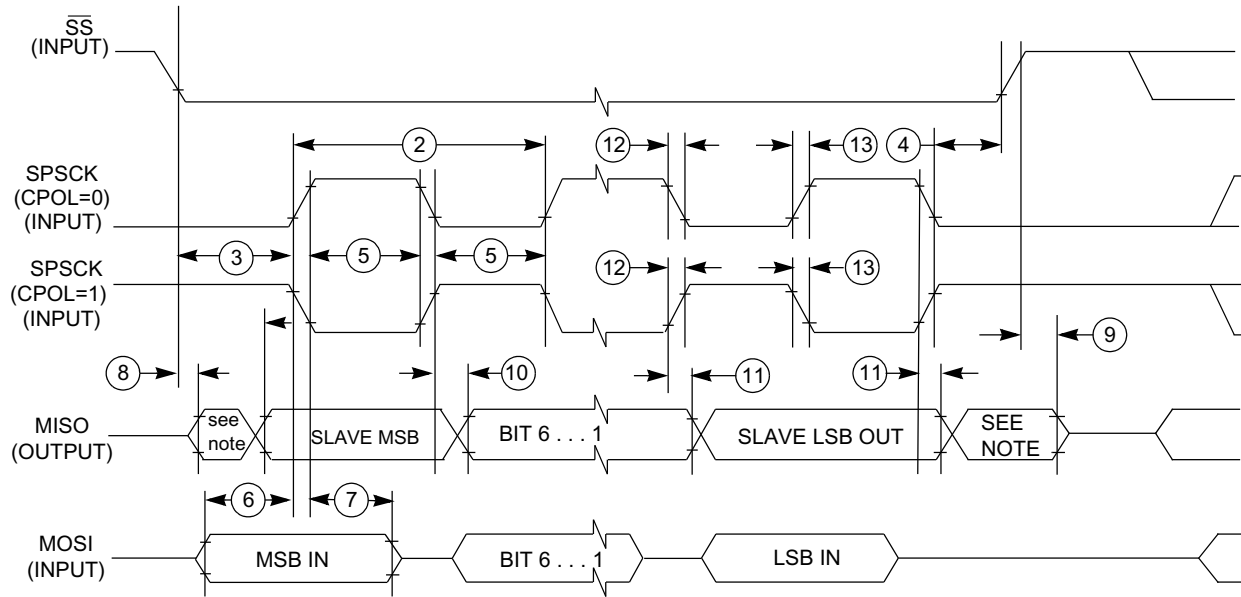 SS
(INPUT)
2
12
13
4
SPSCK
(CPOL=0)
(INPUT)
3
5
5
SPSCK
(CPOL=1)
(INPUT)
12
13
9
8
10
11
11
MISO
(OUTPUT)
see
note
SLAVE MSB
BIT 6 . . . 1
SLAVE LSB OUT
SEE
NOTE
6
7
MOSI
(INPUT)
MSB IN
BIT 6 . . . 1
LSB IN